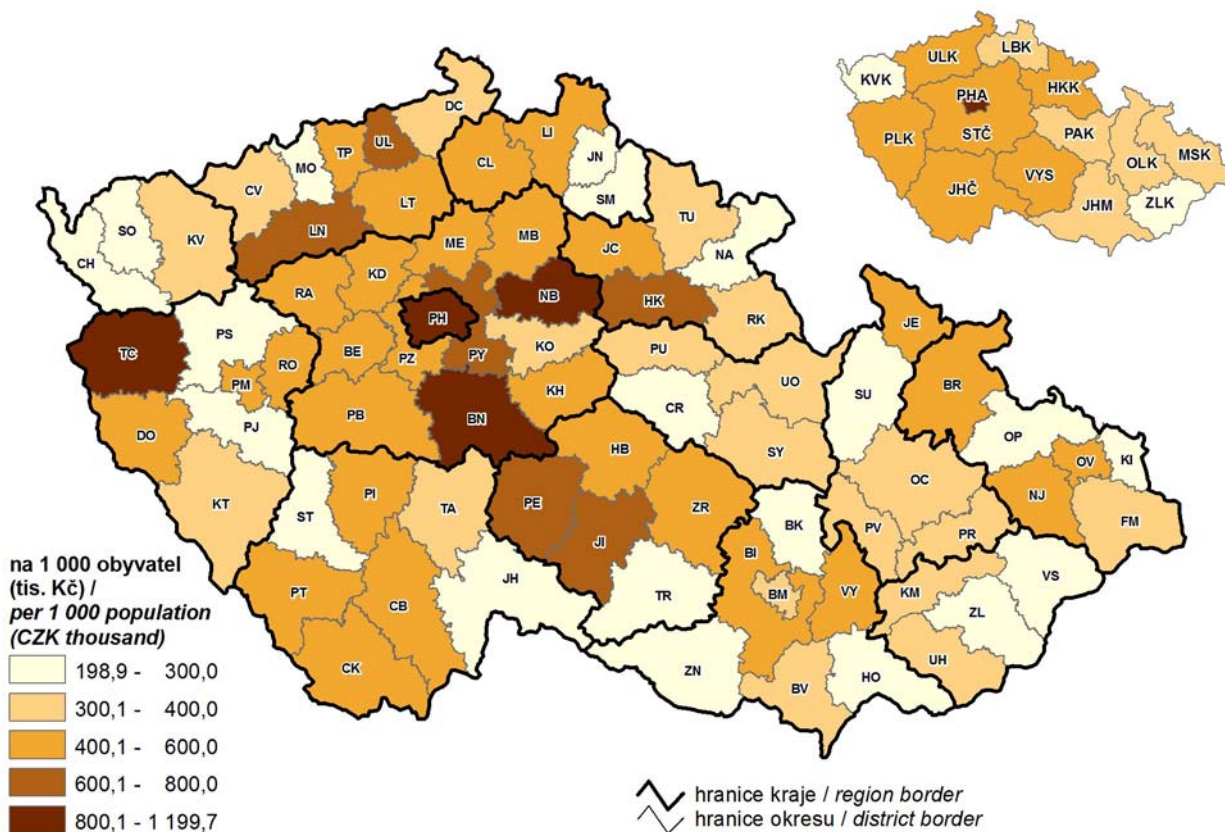 KVK
ULK
LBK
HKK
PHA
STČ
PLK
PAK
OLK
MSK
JHČ
VYS
JHM
ZLK
DC
UL
LI
TP
MO
CL
JN
CV
LT
SM
TU
SO
KV
LN
ME
MB
JC
NA
CH
KD
RA
NB
HK
PH
RK
JE
PS
TC
BE
PZ
PY
KO
PU
RO
PM
UO
BR
SU
KH
PB
BN
CR
PJ
DO
OP
HB
SY
OV
KI
KT
PI
TA
PE
ZR
OC
NJ
FM
ST
JI
BK
PV
PR
BI
JH
TR
BM
VY
KM
VS
PT
CB
ZL
CK
ZN
BV
HO
UH
na 1 000 obyvatel
(tis. Kč) /
per 1 000 population
(CZK thousand)
198,9 - 300,0
300,1 - 400,0
400,1 - 600,0
600,1 - 800,0
800,1 - 1 199,7
hranice kraje / region border
hranice okresu / district border